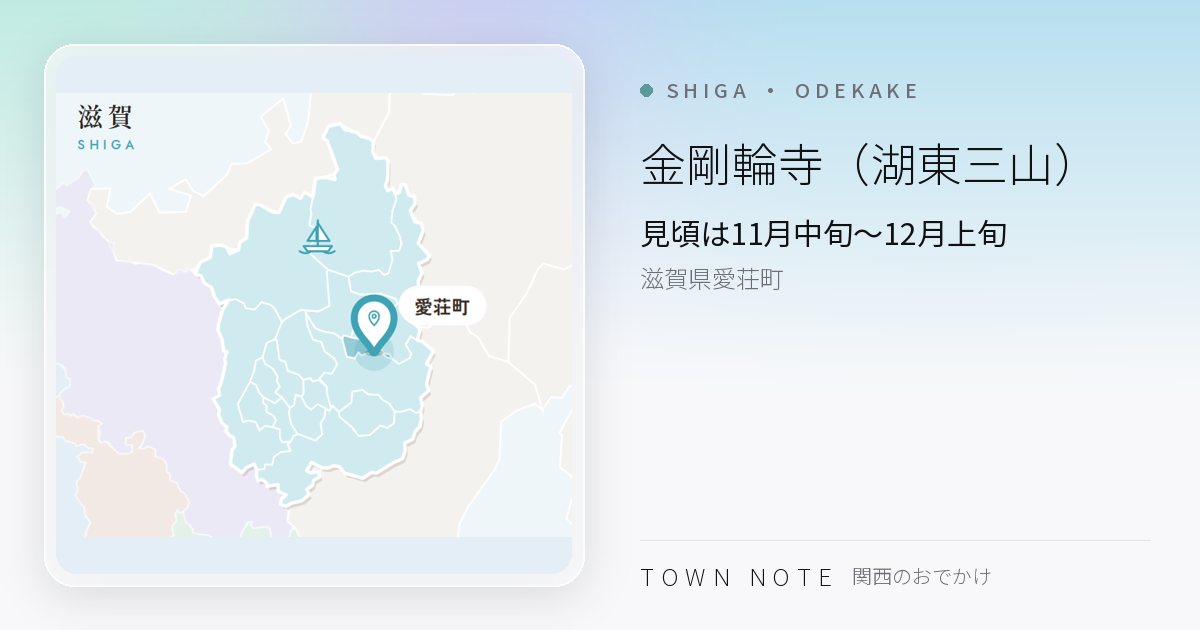 滋賀
SHIGA
愛荘町
SHIGA • ODEKAKE
金剛輪寺（湖東三山）
見頃は11月中旬〜12月上旬
滋賀県愛荘町
TOWN NOTE 関西のおでかけ